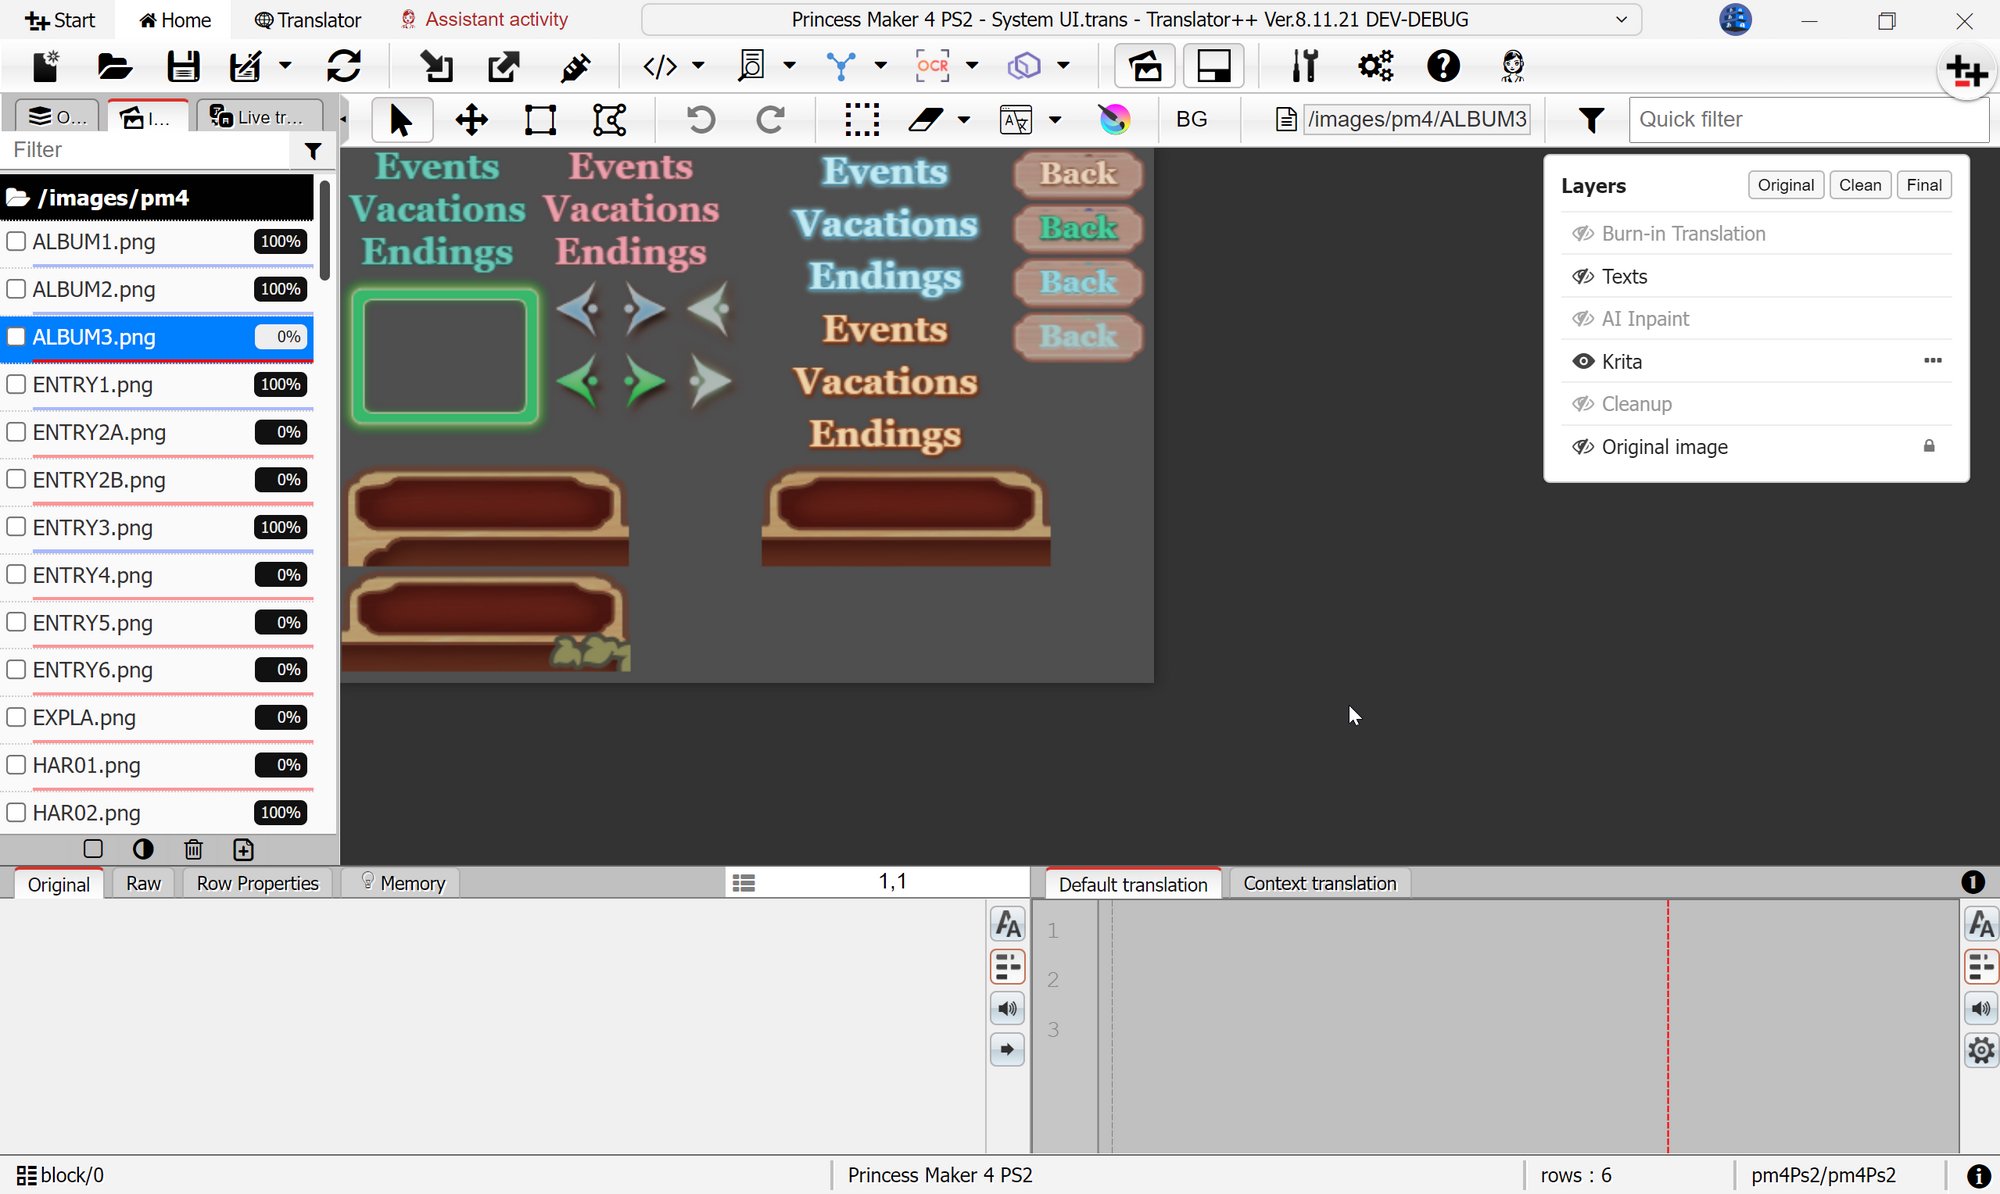 Start
Home
Translator
Assistant activity
Princess Maker 4 PS2 - System UI.trans - Translator++ Ver.8.11.21 DEV-DEBUG
OCR
O...
I...
Live tr...
BG
/images/pm4/ALBUM3
Quick filter
Filter
/images/pm4
ALBUM1.png 100%
ALBUM2.png 100%
ALBUM3.png 0%
ENTRY1.png 100%
ENTRY2A.png 0%
ENTRY2B.png 0%
ENTRY3.png 100%
ENTRY4.png 0%
ENTRY5.png 0%
ENTRY6.png 0%
EXPLA.png 0%
HAR01.png 0%
HAR02.png 100%
Events
Vacations
Endings
Events
Vacations
Endings
Events
Vacations
Endings
Events
Vacations
Endings
Back
Back
Back
Back
Layers
Original
Clean
Final
Burn-in Translation
Texts
AI Inpaint
Krita
Cleanup
Original image
Original
Raw
Row Properties
Memory
1,1
Default translation
Context translation
1
2
3
block/0
Princess Maker 4 PS2
rows : 6
pm4Ps2/pm4Ps2